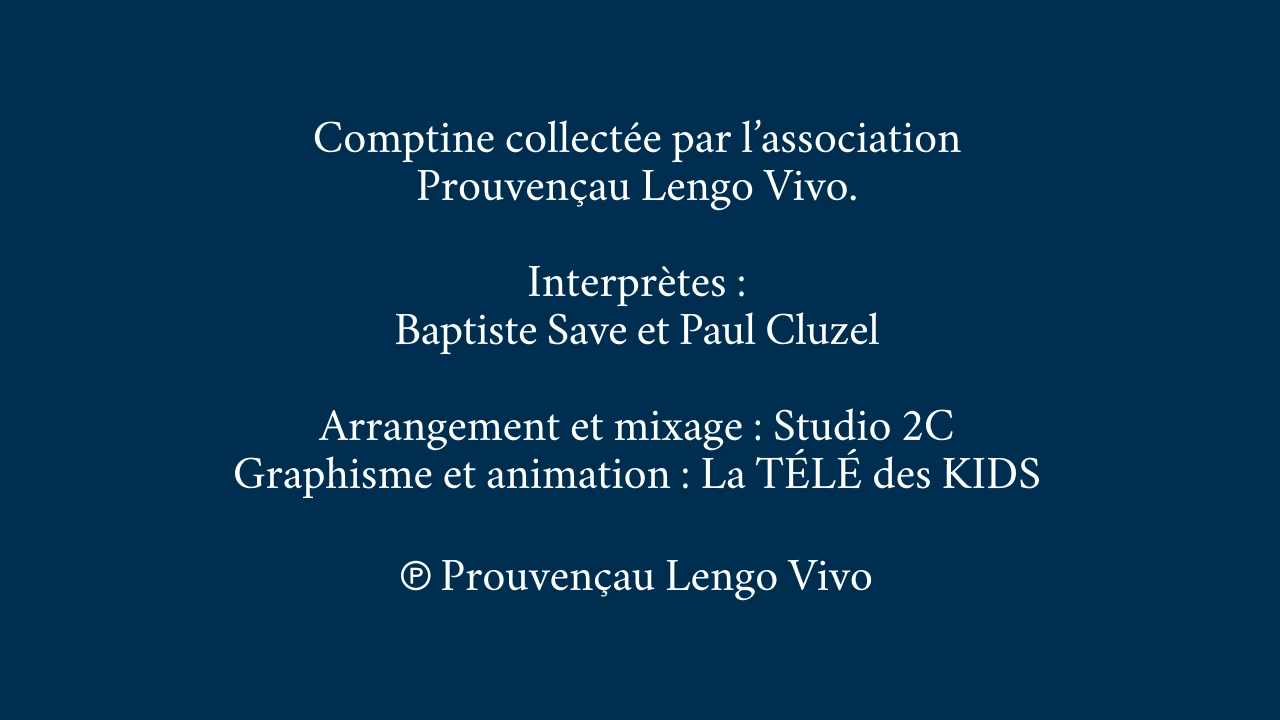 Comptine collectée par l’association
Prouvençau Lengo Vivo.
Interprètes :
Baptiste Save et Paul Cluzel
Arrangement et mixage : Studio 2C
Graphisme et animation : La TÉLÉ des KIDS
℗ Prouvençau Lengo Vivo